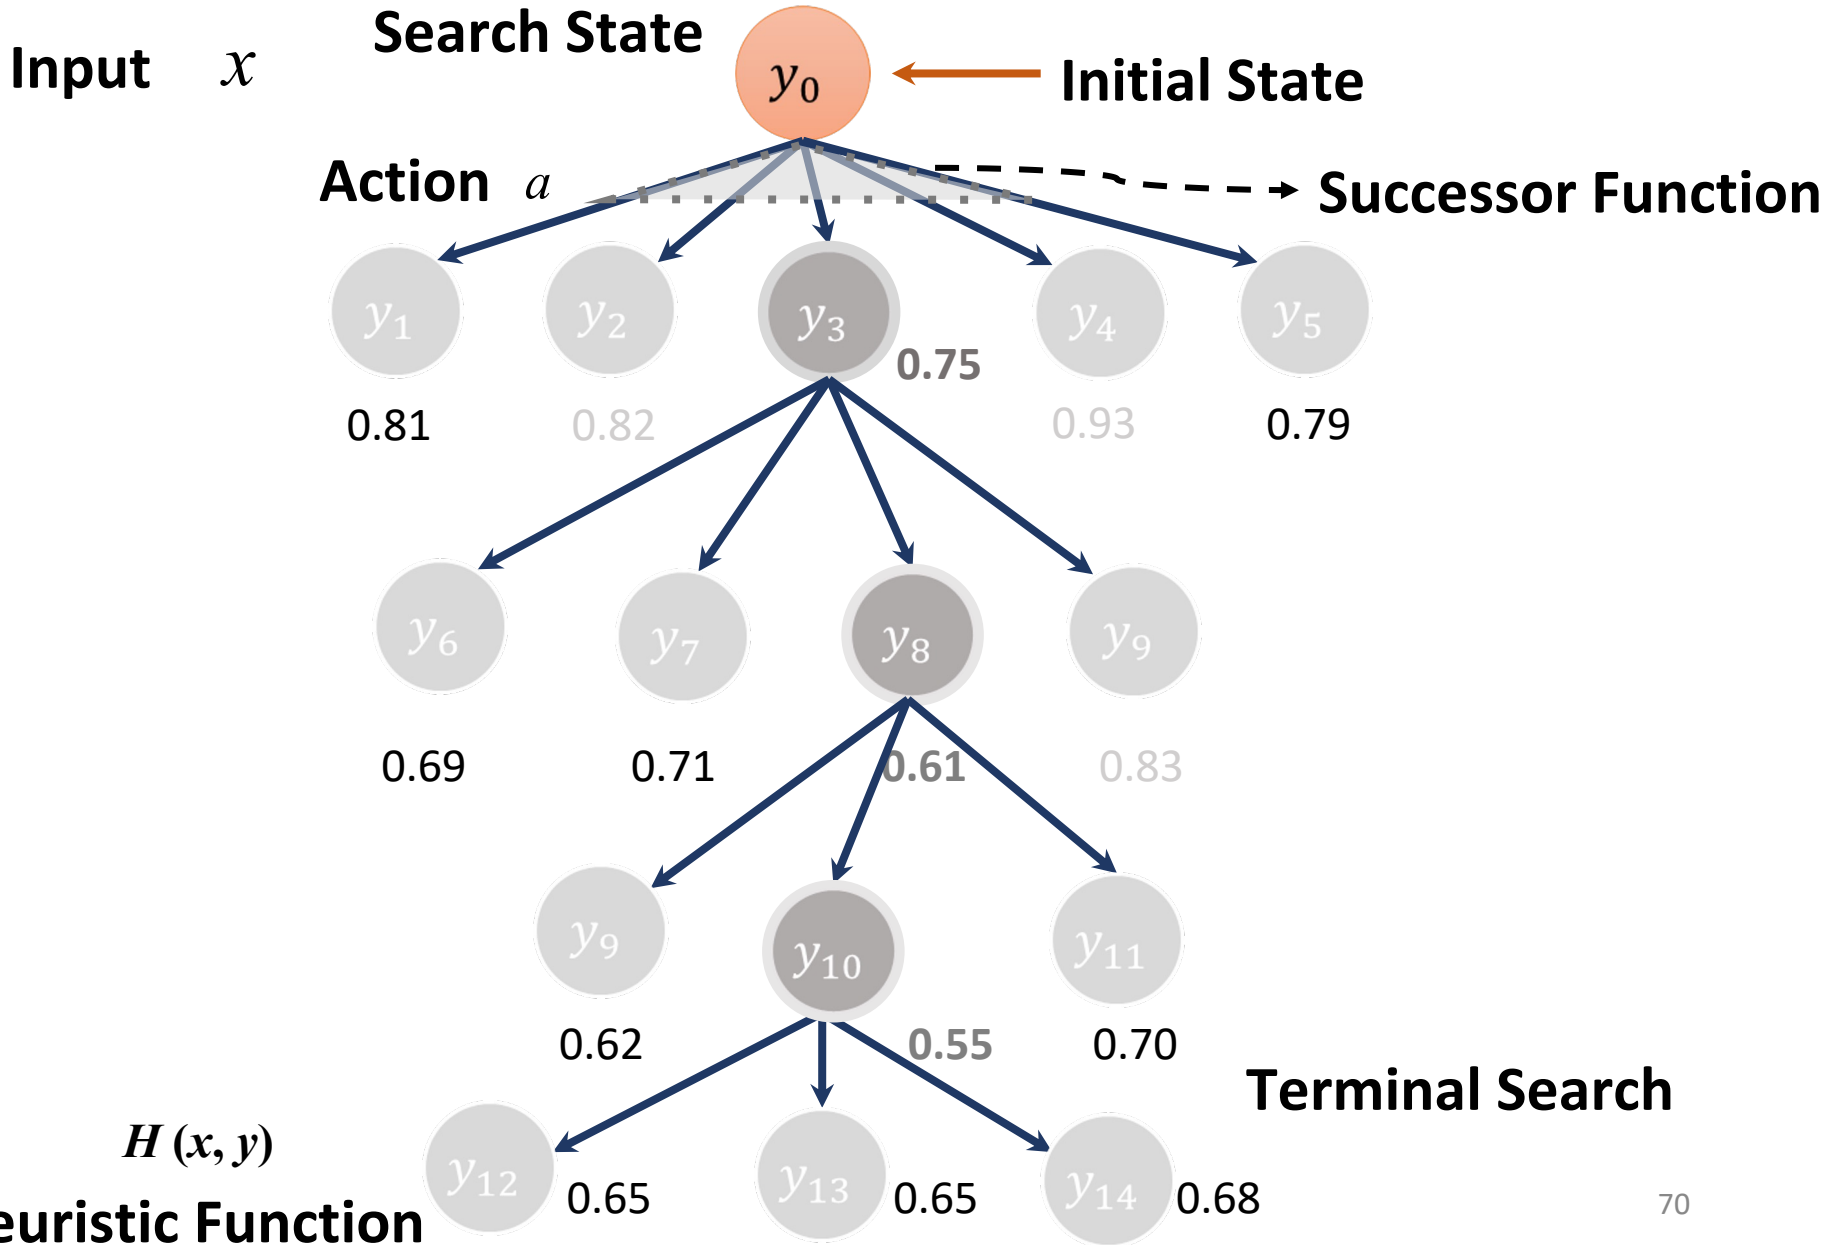 Search State
Input x
y0
Initial State
Action a
Successor Function
y1 y2 y3 y4 y5
0.75
0.81 0.82 0.93 0.79
y6 y7 y8 y9
0.69 0.71 0.61 0.83
y9 y10 y11
0.62 0.55 0.70
Terminal Search
H (x, y)
y12 0.65 y13 0.65 y14 0.68
euristic Function
70